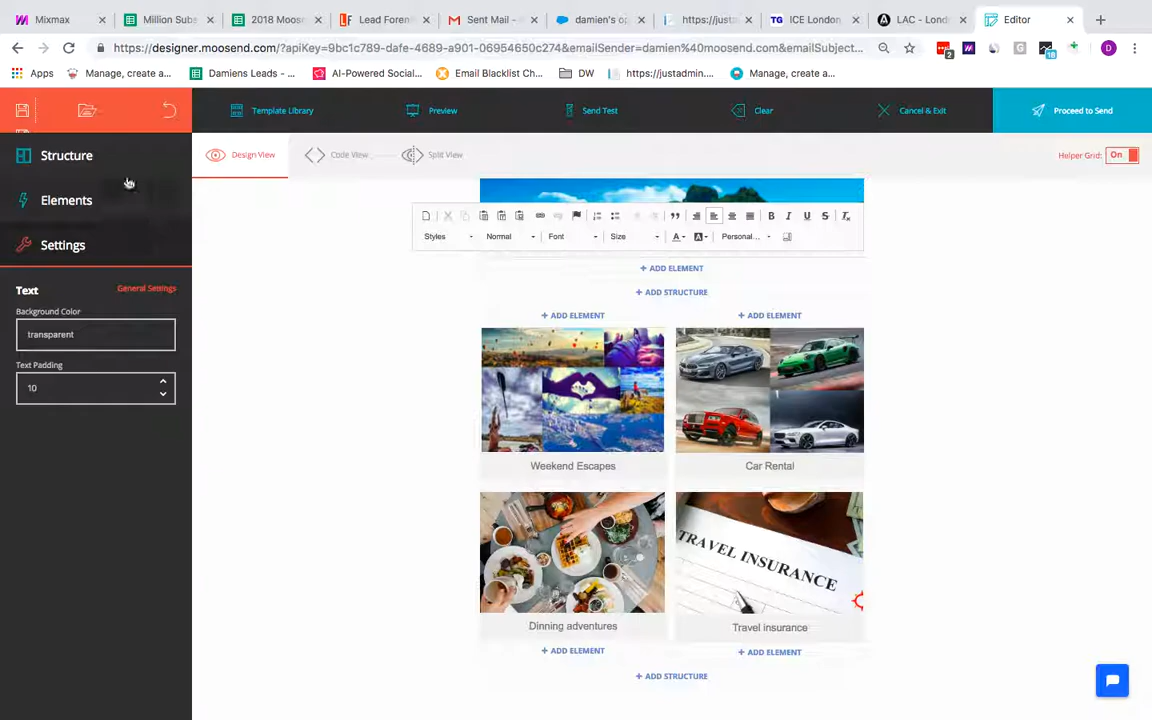 Mixmax
Million Subs
2018 Moose
Lead Foren
Sent Mail -
damien's op
https://justa
ICE London,
LAC - Lond
Editor
https://designer.moosend.com/?apiKey=9bc1c789-dafe-4689-a901-06954650c274&emailSender=damien%40moosend.com&emailSubject...
2
18
D
Apps
Manage, create a...
Damiens Leads - ...
AI-Powered Social...
Email Blacklist Ch...
DW
https://justadmin....
Manage, create a...
Template Library
Preview
Send Test
Clear
Cancel & Exit
Proceed to Send
Structure
Elements
Settings
Design View
Code View
Split View
Helper Grid: On
Text
General Settings
Background Color
transparent
Text Padding
10
Styles
Normal
Font
Size
Personal...
+ ADD ELEMENT
+ ADD STRUCTURE
+ ADD ELEMENT
+ ADD ELEMENT
Weekend Escapes
Car Rental
TRAVEL INSURANCE
Dinning adventures
Travel insurance
+ ADD ELEMENT
+ ADD ELEMENT
+ ADD STRUCTURE